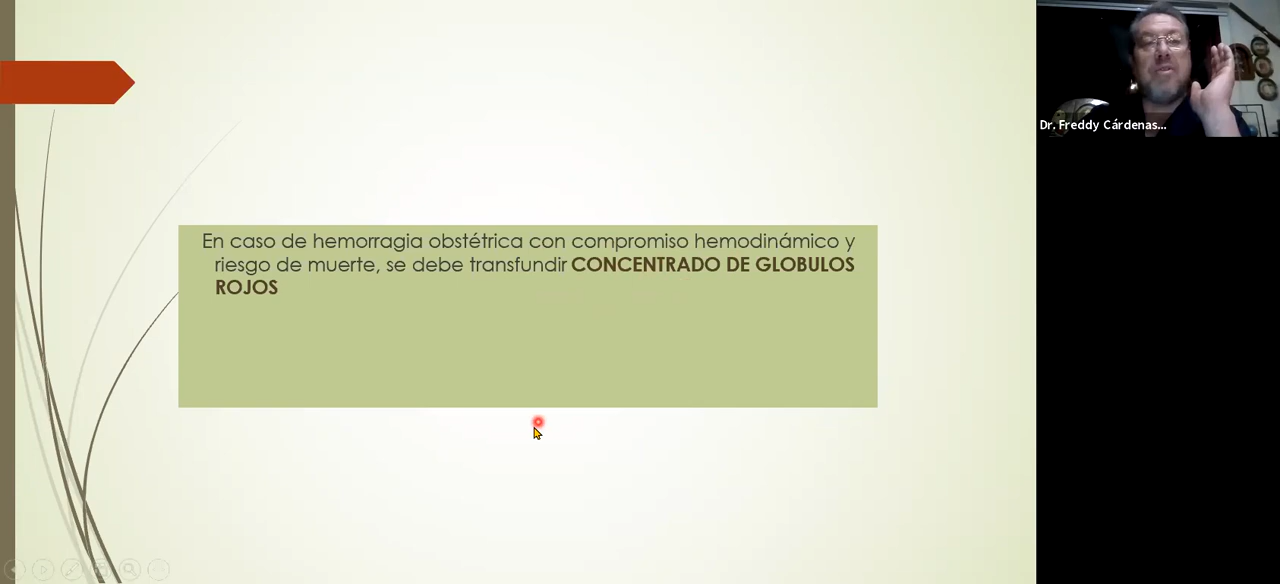 En caso de hemorragia obstétrica con compromiso hemodinámico y
riesgo de muerte, se debe transfundir CONCENTRADO DE GLOBULOS
ROJOS
Dr. Freddy Cárdenas...